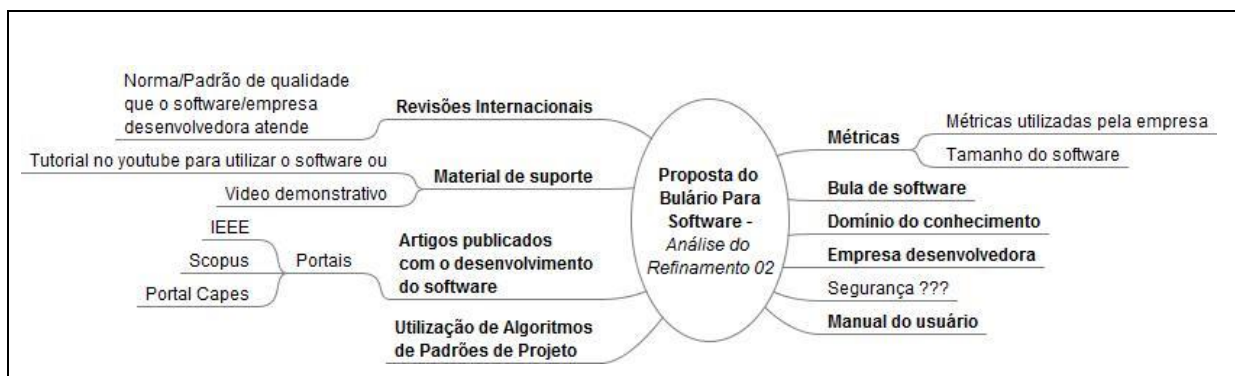 Norma/Padrão de qualidade
que o software/empresa
desenvolvedora atende
Revisões Internacionais
Tutorial no youtube para utilizar o software ou
Video demonstrativo
Material de suporte
IEEE
Scopus
Portal Capes
Portais
Artigos publicados
com o desenvolvimento
do software
Utilização de Algoritmos
de Padrões de Projeto
Proposta do
Bulário Para
Software -
Análise do
Refinamento 02
Métricas
Métricas utilizadas pela empresa
Tamanho do software
Bula de software
Domínio do conhecimento
Empresa desenvolvedora
Segurança ???
Manual do usuário